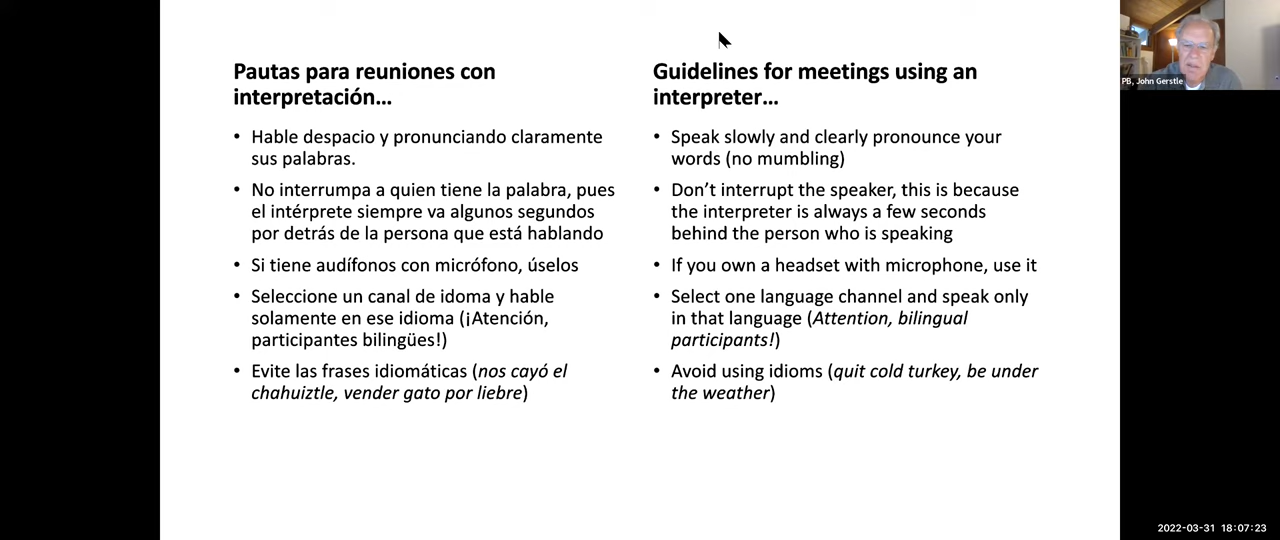 Pautas para reuniones con
interpretación...
• Hable despacio y pronunciando claramente
sus palabras.
• No interrumpa a quien tiene la palabra, pues
el intérprete siempre va algunos segundos
por detrás de la persona que está hablando
• Si tiene audífonos con micrófono, úselos
• Seleccione un canal de idoma y hable
solamente en ese idioma (¡Atención,
participantes bilingües!)
• Evite las frases idiomáticas (nos cayó el
chahuiztle, vender gato por liebre)
Guidelines for meetings using an
interpreter...
• Speak slowly and clearly pronounce your
words (no mumbling)
• Don’t interrupt the speaker, this is because
the interpreter is always a few seconds
behind the person who is speaking
• If you own a headset with microphone, use it
• Select one language channel and speak only
in that language (Attention, bilingual
participants!)
• Avoid using idioms (quit cold turkey, be under
the weather)
PB, John Gerstle
2022-03-31 18:07:23